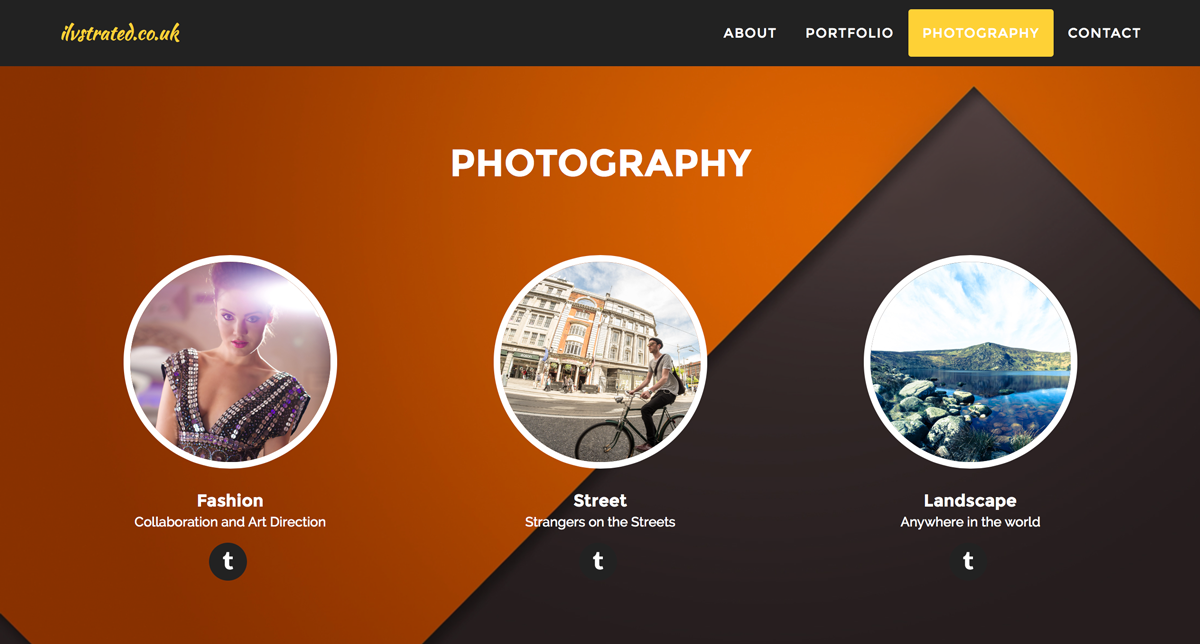 ilvstrated.co.uk
ABOUT PORTFOLIO PHOTOGRAPHY CONTACT
PHOTOGRAPHY
Fashion
Collaboration and Art Direction
t
Street
Strangers on the Streets
t
Landscape
Anywhere in the world
t